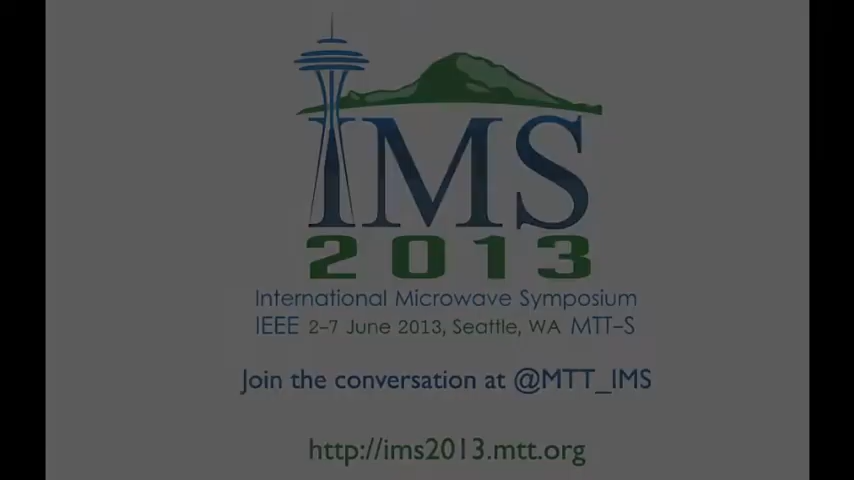 IMS
2013
International Microwave Symposium
IEEE 2-7 June 2013, Seattle, WA MTT-S
Join the conversation at @MTT_IMS
http://ims2013.mtt.org